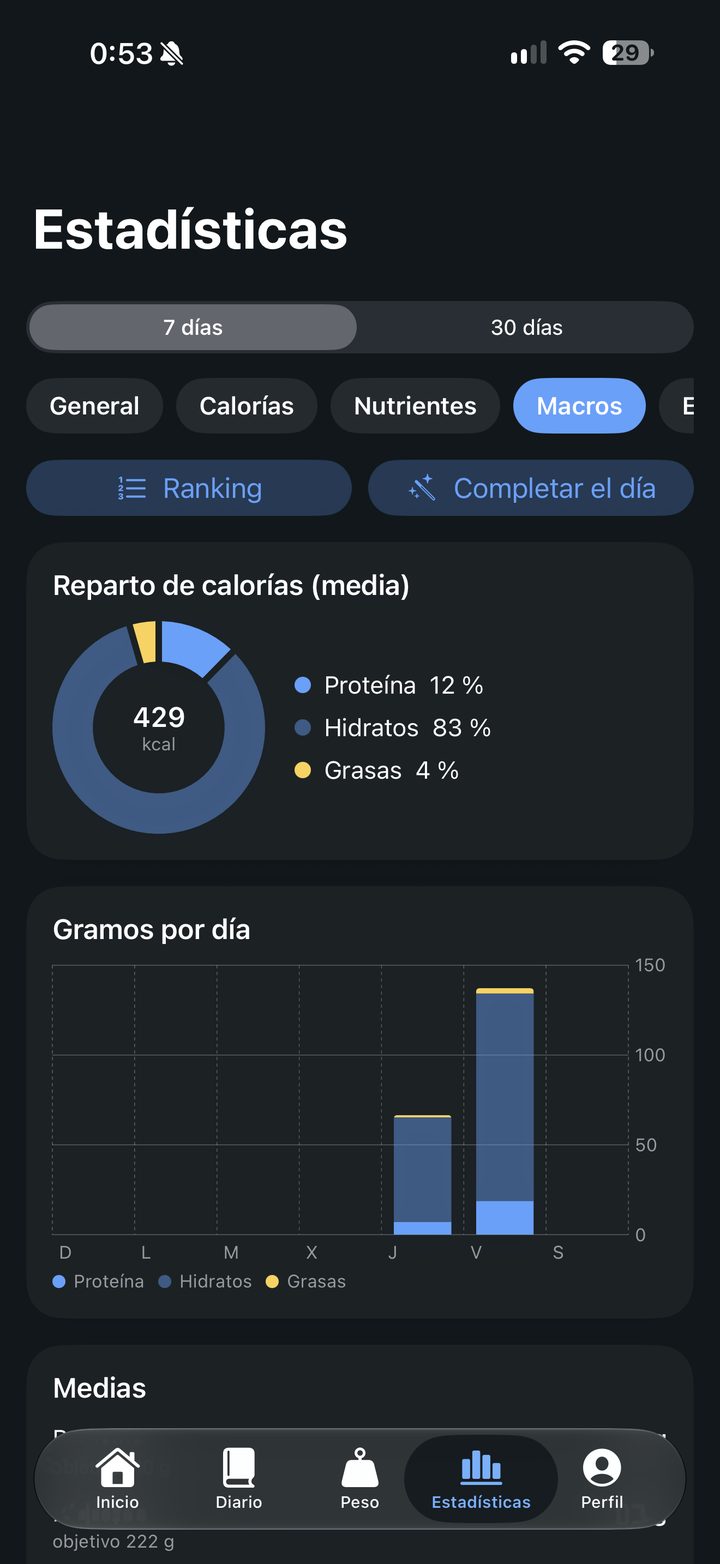 0:53
29
Estadísticas
7 días
30 días
General
Calorías
Nutrientes
Macros
E
Ranking
Completar el día
Reparto de calorías (media)
429
kcal
Proteína 12 %
Hidratos 83 %
Grasas 4 %
Gramos por día
150
100
50
0
D L M X J V S
Proteína Hidratos Grasas
Medias
Inicio
Diario
Peso
Estadísticas
Perfil
objetivo 222 g